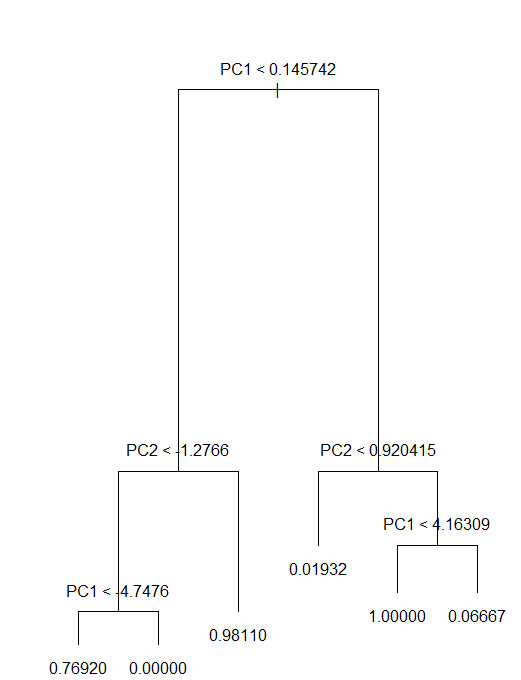 PC1 < 0.145742
PC2 < -1.2766
PC2 < 0.920415
PC1 < 4.16309
0.01932
PC1 < -4.7476
1.00000
0.06667
0.98110
0.76920
0.00000